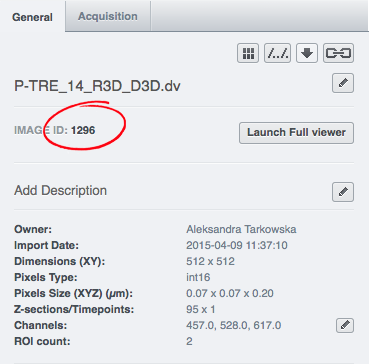 General Acquisition
/.../
P-TRE_14_R3D_D3D.dv
IMAGE ID: 1296
Launch Full viewer
Add Description
Owner: Aleksandra Tarkowska
Import Date: 2015-04-09 11:37:10
Dimensions (XY): 512 x 512
Pixels Type: int16
Pixels Size (XYZ) (µm): 0.07 x 0.07 x 0.20
Z-sections/Timepoints: 95 x 1
Channels: 457.0, 528.0, 617.0
ROI count: 2